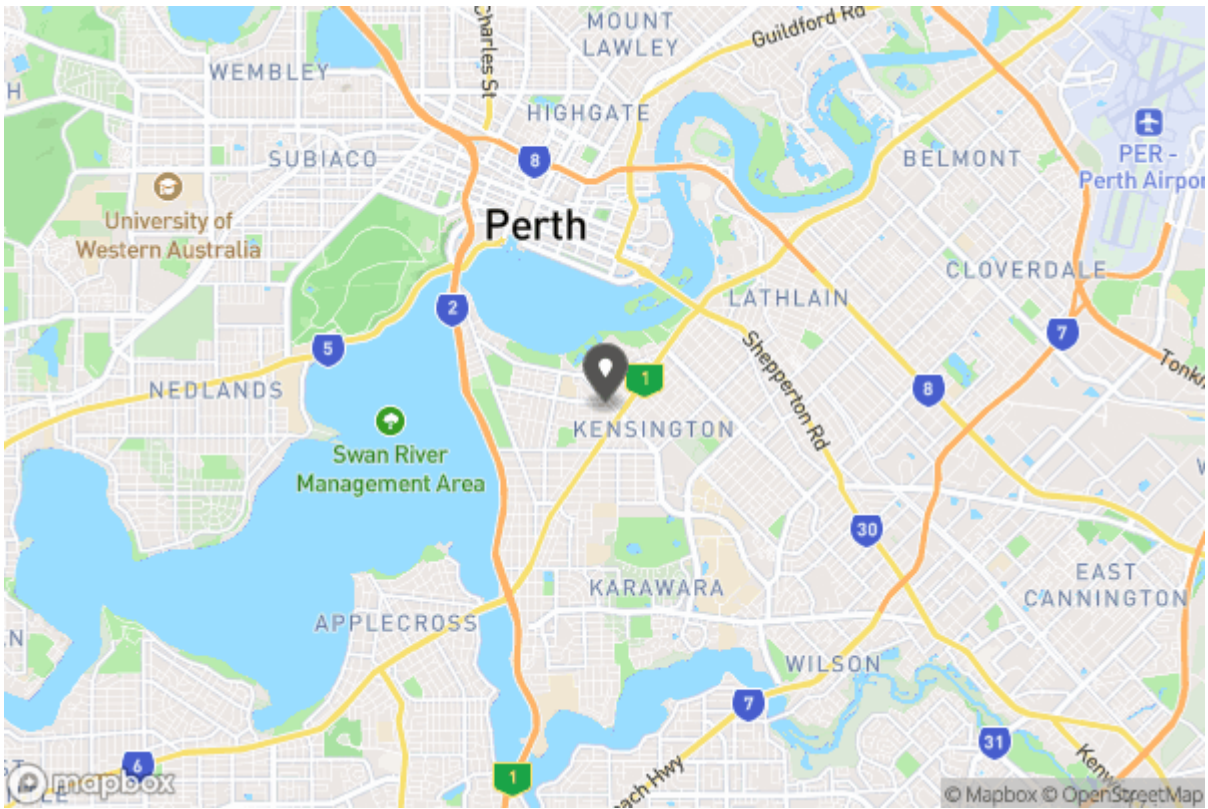 Charles St
MOUNT
LAWLEY
Guildford Rd
WEMBLEY
H
HIGHGATE
SUBIACO
8
BELMONT
PER -
Perth Airport
University of
Western Australia
Perth
CLOVERDALE
LATHLAIN
2
5
7
Shepperton Rd
Tonk
NEDLANDS
1
8
KENSINGTON
Swan River
Management Area
30
KARAWARA
EAST
CANNINGTON
APPLECROSS
N
WILSON
7
31
6
1
ach Hwy
Kenw
mapbox
© Mapbox © OpenStreetMap